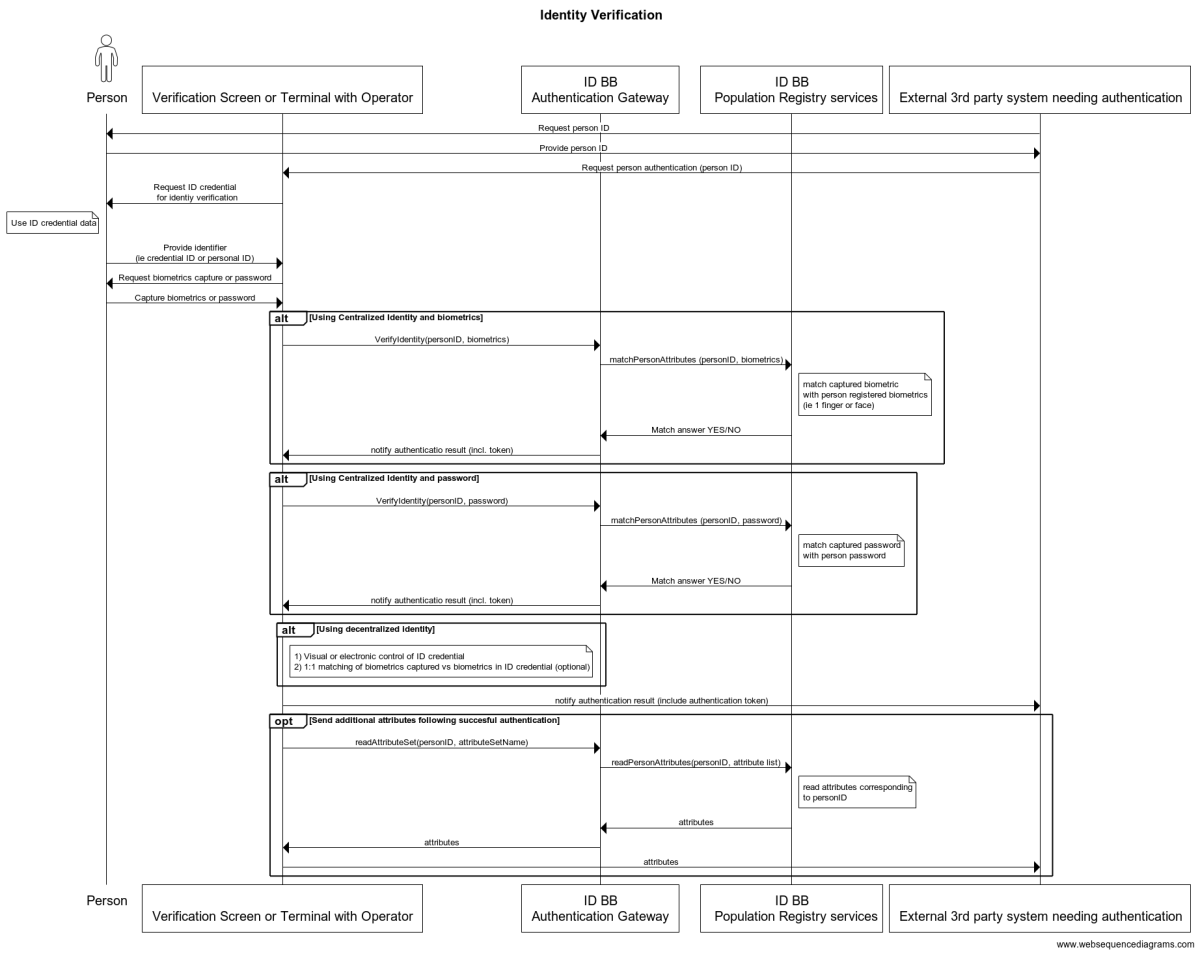 Identity Verification
Person
Verification Screen or Terminal with Operator
ID BB
Authentication Gateway
ID BB
Population Registry services
External 3rd party system needing authentication
Request person ID
Provide person ID
Request person authentication (person ID)
Request ID credential
for identiy verification
Use ID credential data
Provide identifier
(ie credential ID or personal ID)
Request biometrics capture or password
Capture biometrics or password
alt
[Using Centralized Identity and biometrics]
VerifyIdentity(personID, biometrics)
matchPersonAttributes (personID, biometrics)
match captured biometric
with person registered biometrics
(ie 1 finger or face)
Match answer YES/NO
notify authenticatio result (incl. token)
alt
[Using Centralized Identity and password]
VerifyIdentity(personID, password)
matchPersonAttributes (personID, password)
match captured password
with person password
Match answer YES/NO
notify authenticatio result (incl. token)
alt
[Using decentralized identity]
1) Visual or electronic control of ID credential
2) 1:1 matching of biometrics captured vs biometrics in ID credential (optional)
notify authentication result (include authentication token)
opt
[Send additional attributes following succesful authentication]
readAttributeSet(personID, attributeSetName)
readPersonAttributes(personID, attribute list)
read attributes corresponding
to personID
attributes
attributes
attributes
Person
Verification Screen or Terminal with Operator
ID BB
Authentication Gateway
ID BB
Population Registry services
External 3rd party system needing authentication
www.websequencediagrams.com